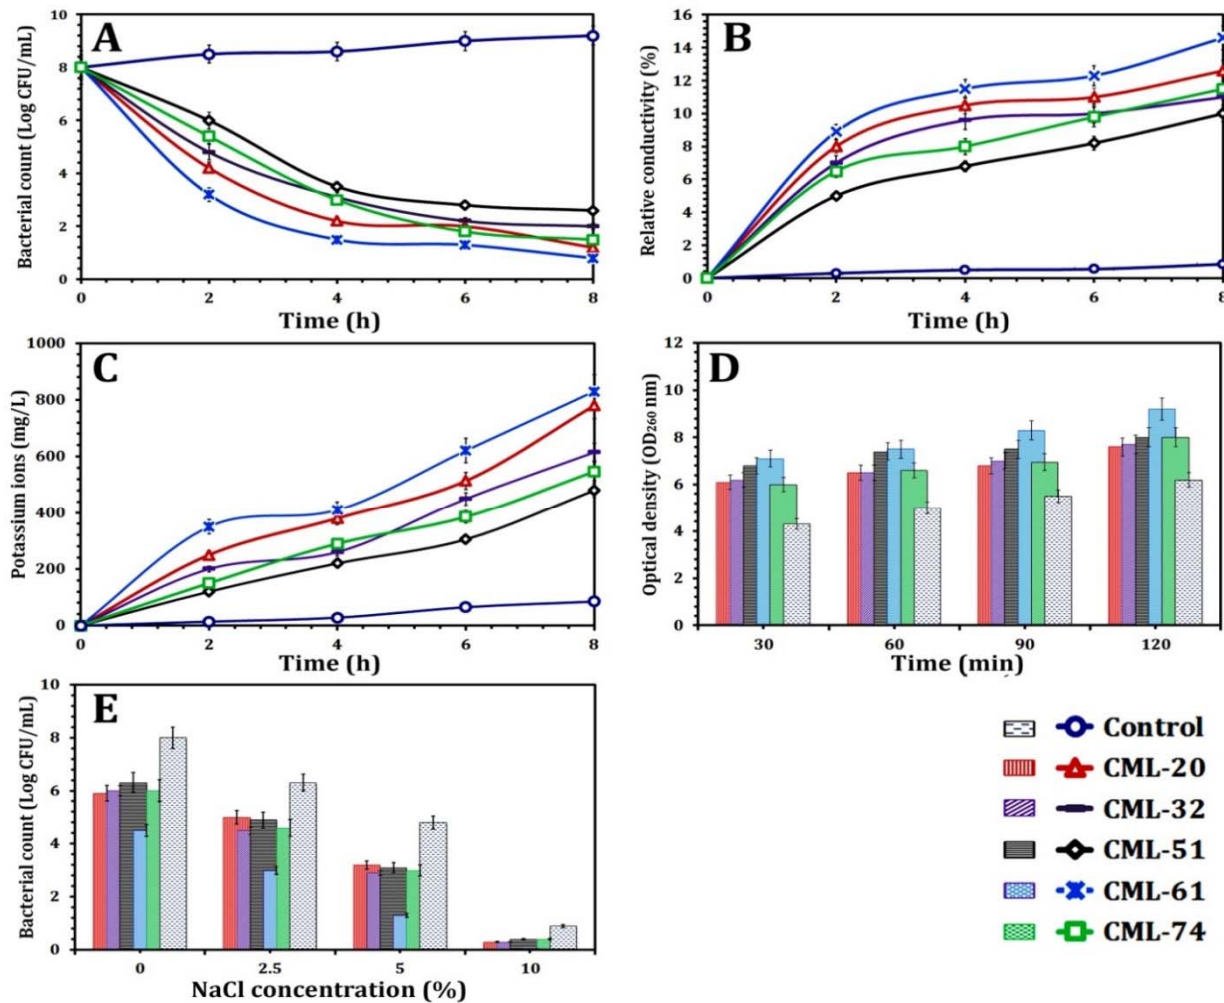 A
Bacterial count (Log CFU/mL)
10
8
6
4
2
0
0 2 4 6 8
Time (h)
B
Relative conductivity (%)
16
14
12
10
8
6
4
2
0
0 2 4 6 8
Time (h)
C
Potassium ions (mg/L)
1000
800
600
400
200
0
0 2 4 6 8
Time (h)
D
Optical density (OD260 nm)
12
10
8
6
4
2
0
30 60 90 120
Time (min)
E
Bacterial count (Log CFU/mL)
10
8
6
4
2
0
0 2.5 5 10
NaCl concentration (%)
Control
CML-20
CML-32
CML-51
CML-61
CML-74